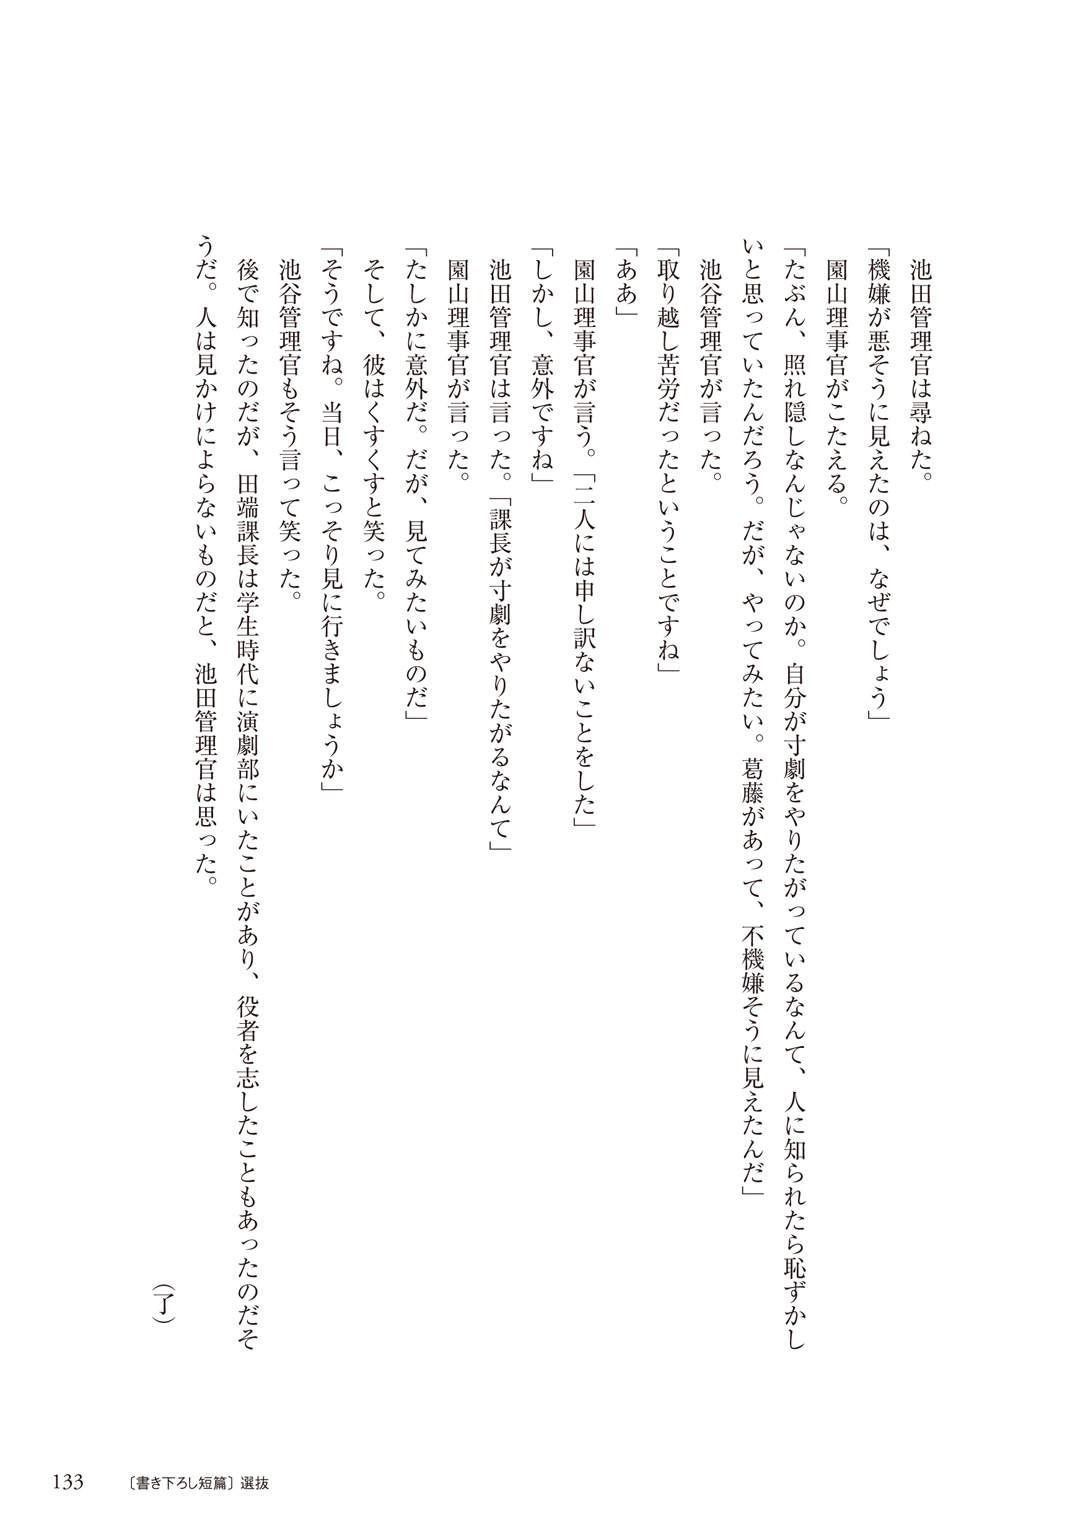 池田管理官は尋ねた。
「機嫌が悪そうに見えたのは、なぜでしょう」
　園山理事官がこたえる。
「たぶん、照れ隠しなんじゃないのか。自分が寸劇をやりたがっているなんて、人に知られたら恥ずかし
いと思っていたんだろう。だが、やってみたい。葛藤があって、不機嫌そうに見えたんだ」
　池谷管理官が言った。
「取り越し苦労だったということですね」
「ああ」
　園山理事官が言う。「二人には申し訳ないことをした」
「しかし、意外ですね」
　池田管理官は言った。「課長が寸劇をやりたがるなんて」
　園山理事官が言った。
「たしかに意外だ。だが、見てみたいものだ」
　そして、彼はくすくすと笑った。
「そうですね。当日、こっそり見に行きましょうか」
　池谷管理官もそう言って笑った。
　後で知ったのだが、田端課長は学生時代に演劇部にいたことがあり、役者を志したこともあったのだそ
うだ。人は見かけによらないものだと、池田管理官は思った。
（了）
133　〔書き下ろし短篇〕選抜